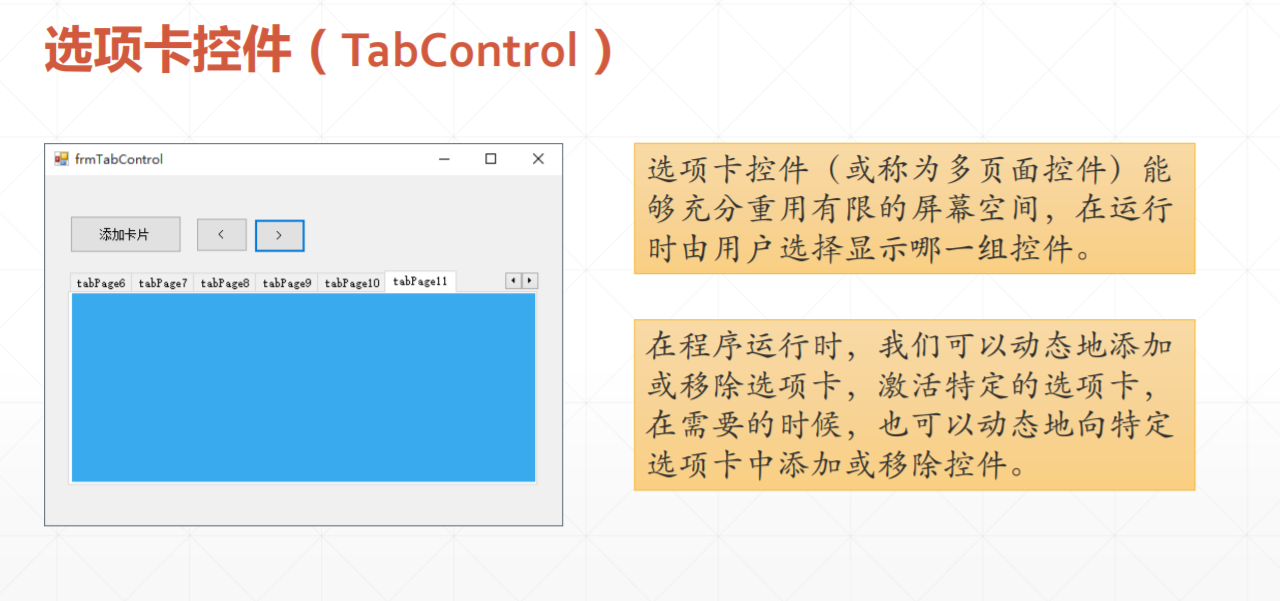 选项卡控件（TabControl）
frmTabControl
添加卡片
<
>
tabPage6 tabPage7 tabPage8 tabPage9 tabPage10 tabPage11
选项卡控件（或称为多页面控件）能
够充分重用有限的屏幕空间，在运行
时由用户选择显示哪一组控件。
在程序运行时，我们可以动态地添加
或移除选项卡，激活特定的选项卡，
在需要的时候，也可以动态地向特定
选项卡中添加或移除控件。